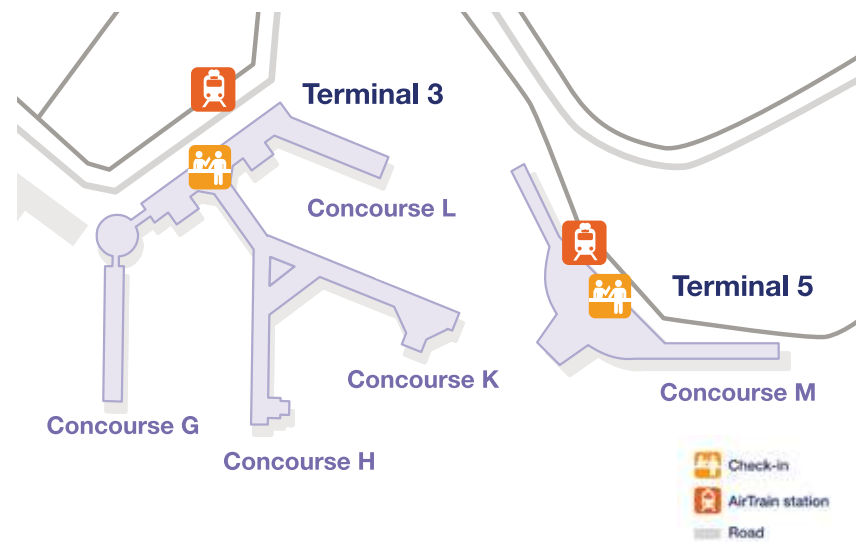 Terminal 3
Concourse L
Terminal 5
Concourse K
Concourse M
Concourse G
Concourse H
Check-in
AirTrain station
Road